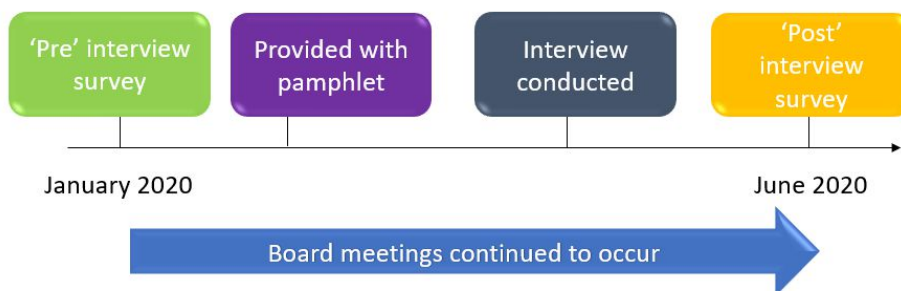 ‘Pre’ interview
survey
Provided with
pamphlet
Interview
conducted
‘Post’
interview
survey
January 2020
June 2020
Board meetings continued to occur